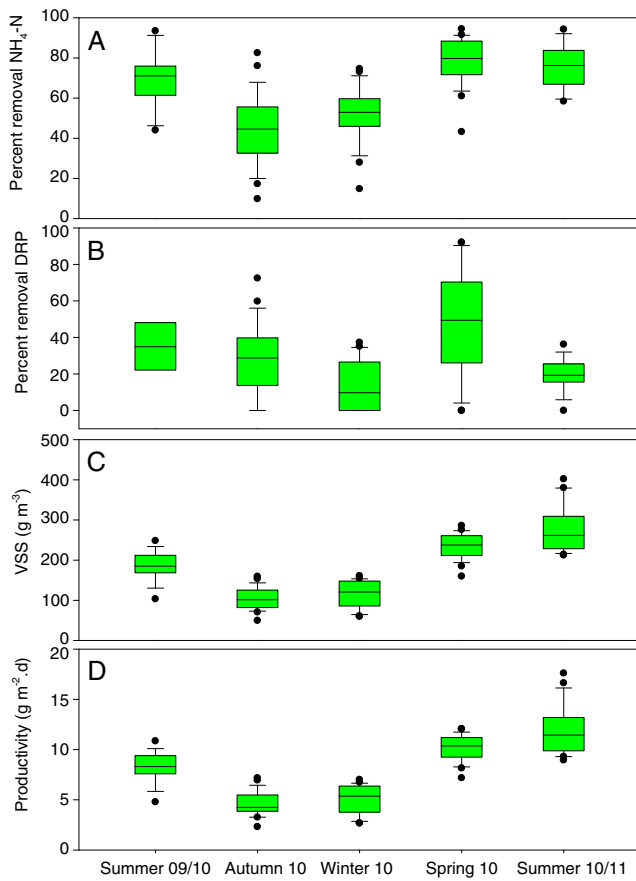 A
Percent removal NH₄-N
100
80
60
40
20
0
B
Percent removal DRP
100
80
60
40
20
0
C
VSS (g m⁻³)
500
400
300
200
100
0
D
Productivity (g m⁻².d)
20
15
10
5
0
Summer 09/10 Autumn 10 Winter 10 Spring 10 Summer 10/11